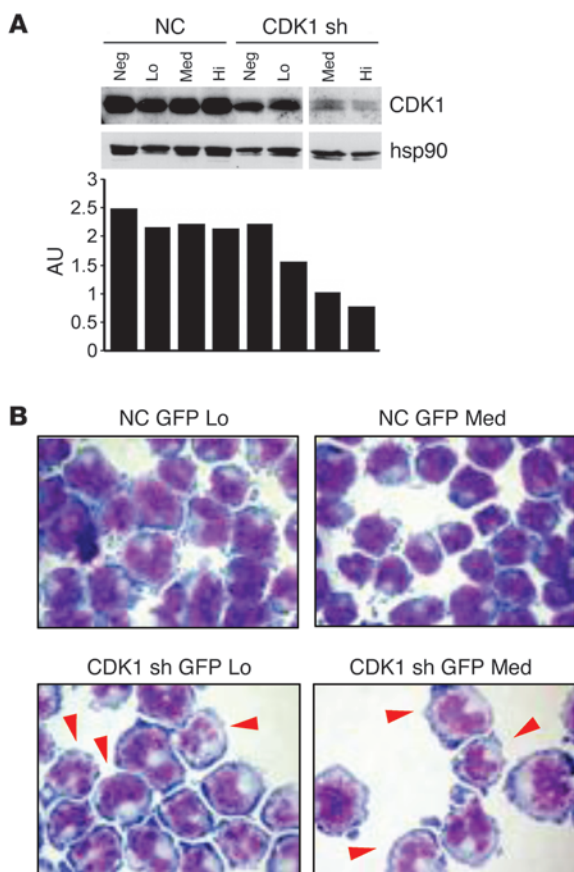 A
NC
CDK1 sh
Neg Lo Med Hi Neg Lo Med Hi
CDK1
hsp90
AU
3
2.5
2
1.5
1
0.5
0
B
NC GFP Lo
NC GFP Med
CDK1 sh GFP Lo
CDK1 sh GFP Med